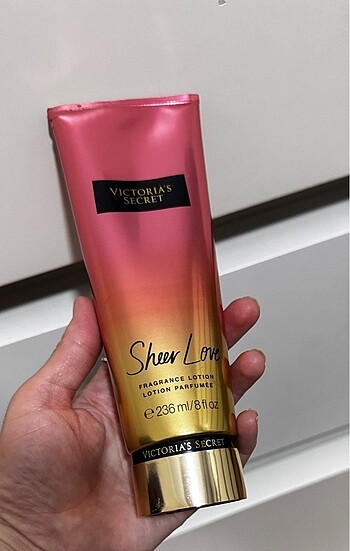 VICTORIA'S
SECRET
Sheer Love
FRAGRANCE LOTION
LOTION PARFUMÉE
℮ 236 ml/8 fl oz
VICTORIA'S SECRET